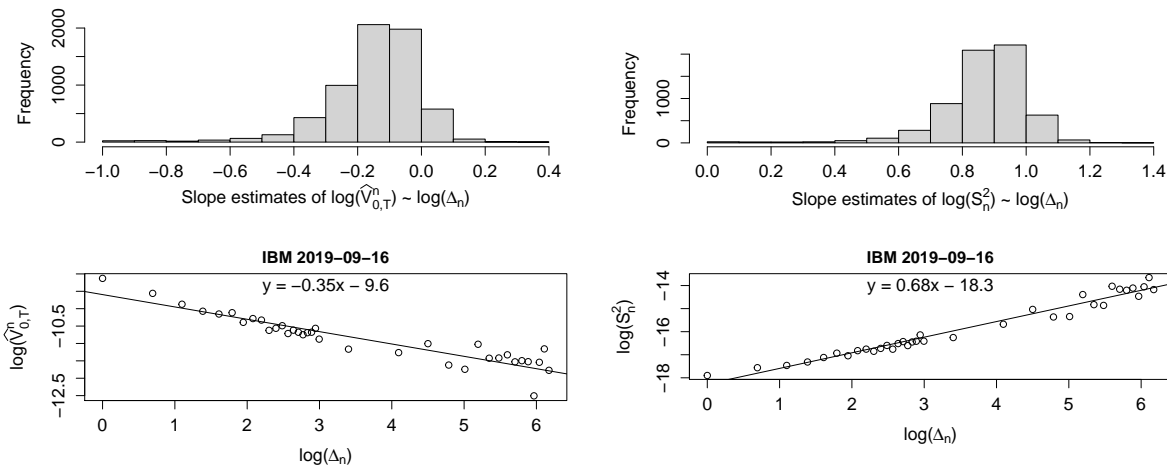 Frequency
0 1000 2000
−1.0 −0.8 −0.6 −0.4 −0.2 0.0 0.2 0.4
Slope estimates of log(V̂ⁿ₀,T) ~ log(Δₙ)
Frequency
0 1000
0.0 0.2 0.4 0.6 0.8 1.0 1.2 1.4
Slope estimates of log(S²ₙ) ~ log(Δₙ)
IBM 2019−09−16
y = −0.35x − 9.6
log(V̂ⁿ₀,T)
−12.5 −10.5
0 1 2 3 4 5 6
log(Δₙ)
IBM 2019−09−16
y = 0.68x − 18.3
log(S²ₙ)
−18 −16 −14
0 1 2 3 4 5 6
log(Δₙ)